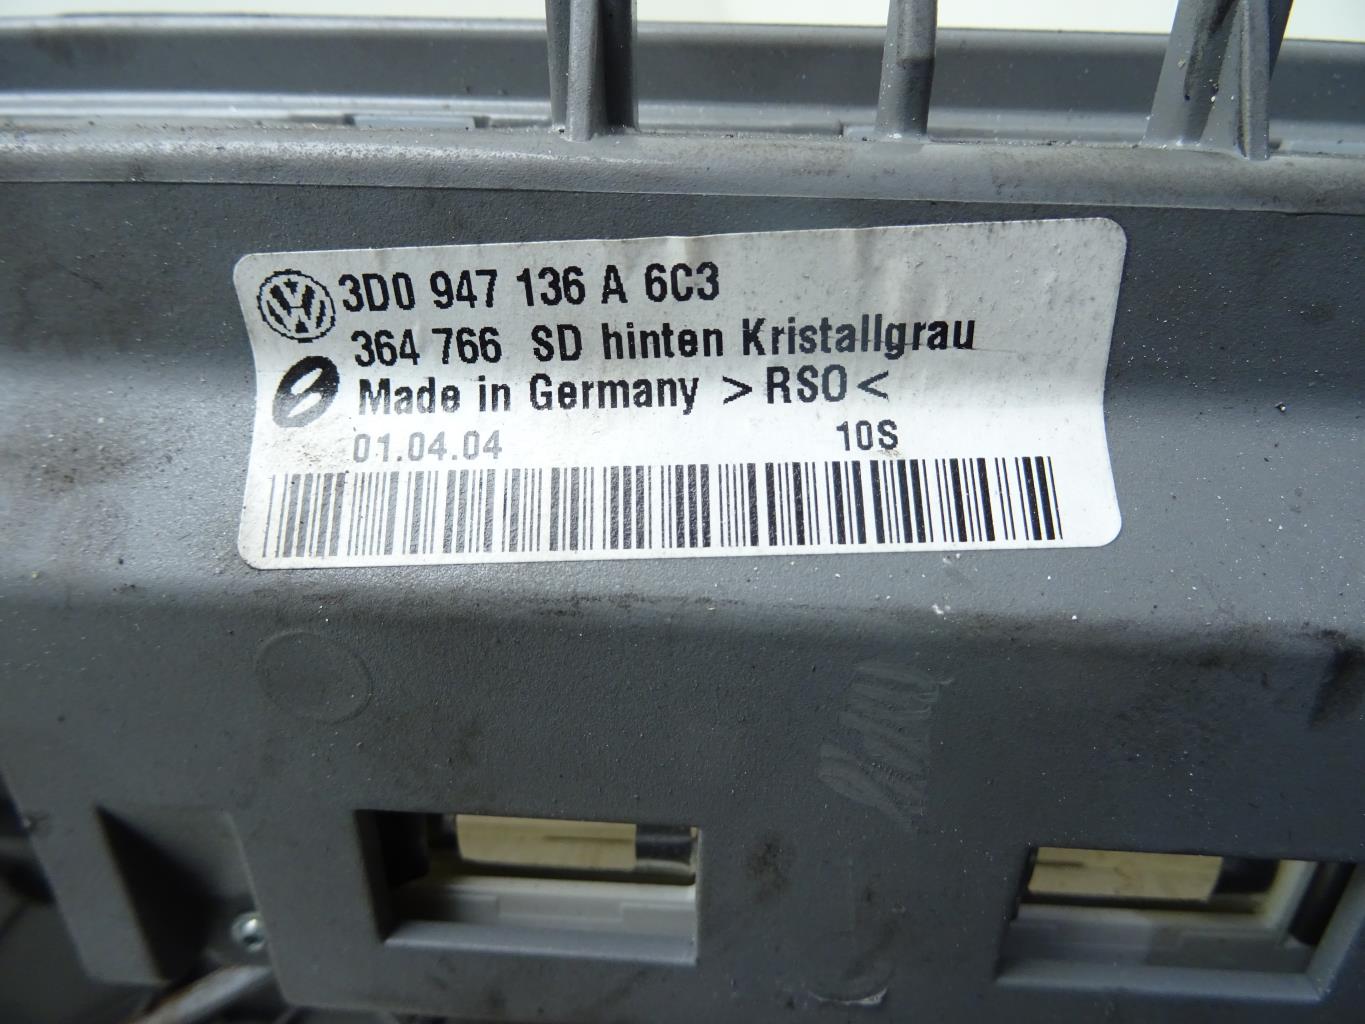 3D0 947 136 A 6C3
364 766 SD hinten Kristallgrau
Made in Germany >RSO<
01.04.04 10S